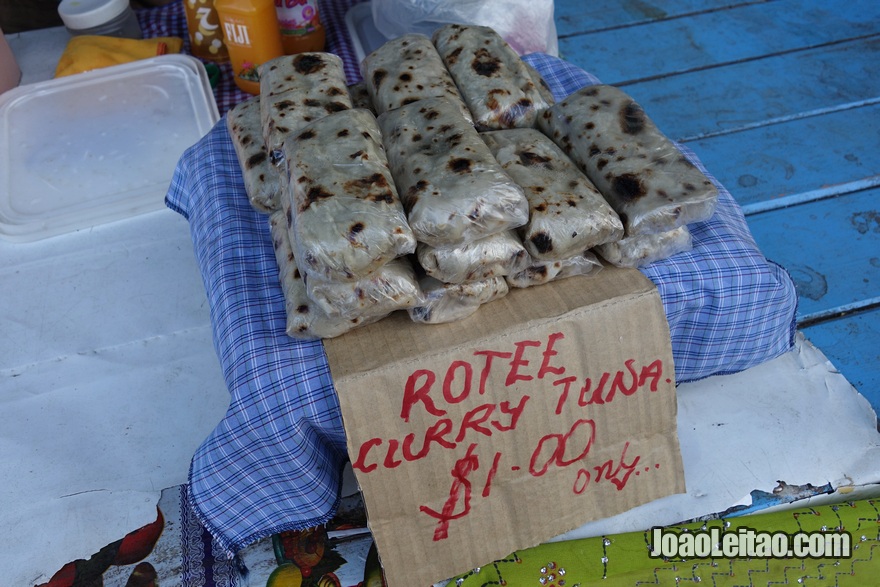 FIJI
ROTEE
CURRY TUNA.
$1.00
only...
JoaoLeitao.com